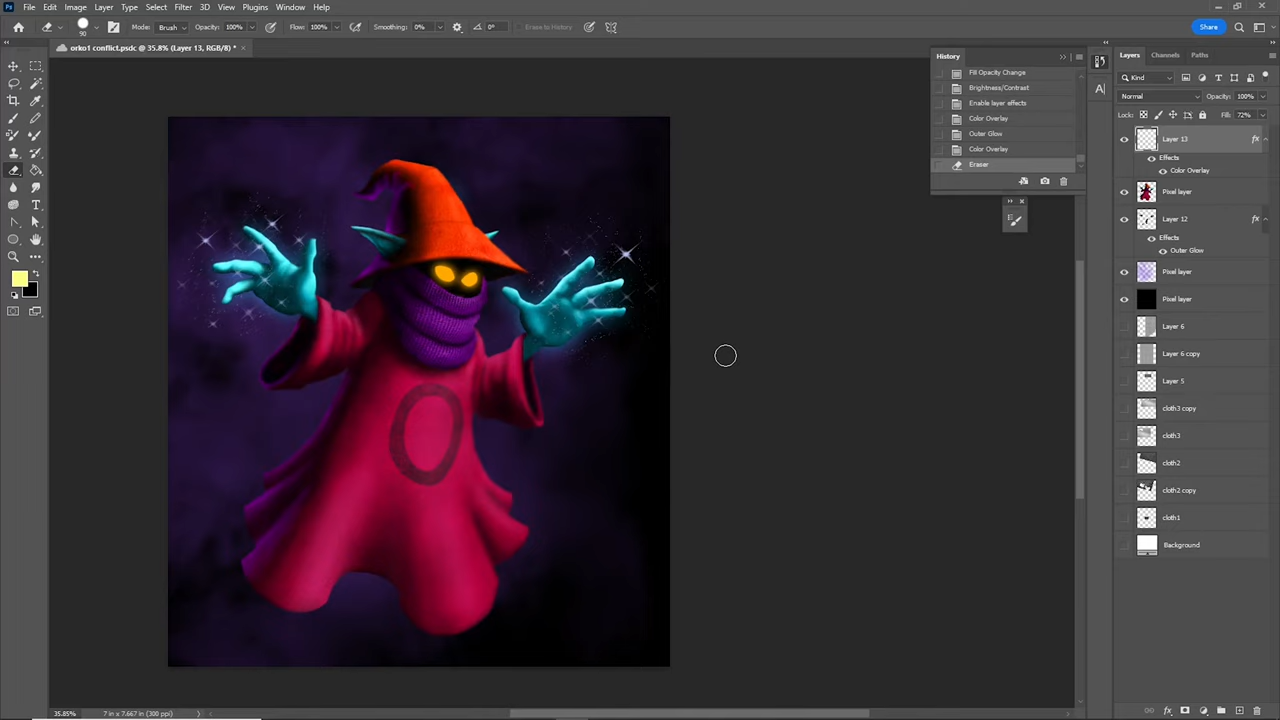 Ps File Edit Image Layer Type Select Filter 3D View Plugins Window Help
90 Mode: Brush Opacity: 100% Flow: 100% Smoothing: 0% 0° Erase to History Share
orko1 conflict.psdc @ 35.8% (Layer 13, RGB/8) * ×
History
Fill Opacity Change
Brightness/Contrast
Enable layer effects
Color Overlay
Outer Glow
Color Overlay
Eraser
A
Layers Channels Paths
Kind
Normal Opacity: 100%
Lock: Fill: 72%
Layer 13 fx
Effects
Color Overlay
Pixel layer
Layer 12 fx
Effects
Outer Glow
Pixel layer
Pixel layer
Layer 6
Layer 6 copy
Layer 5
cloth3 copy
cloth3
cloth2
cloth2 copy
cloth1
Background
O
35.85% 7 in x 7.667 in (300 ppi)
fx